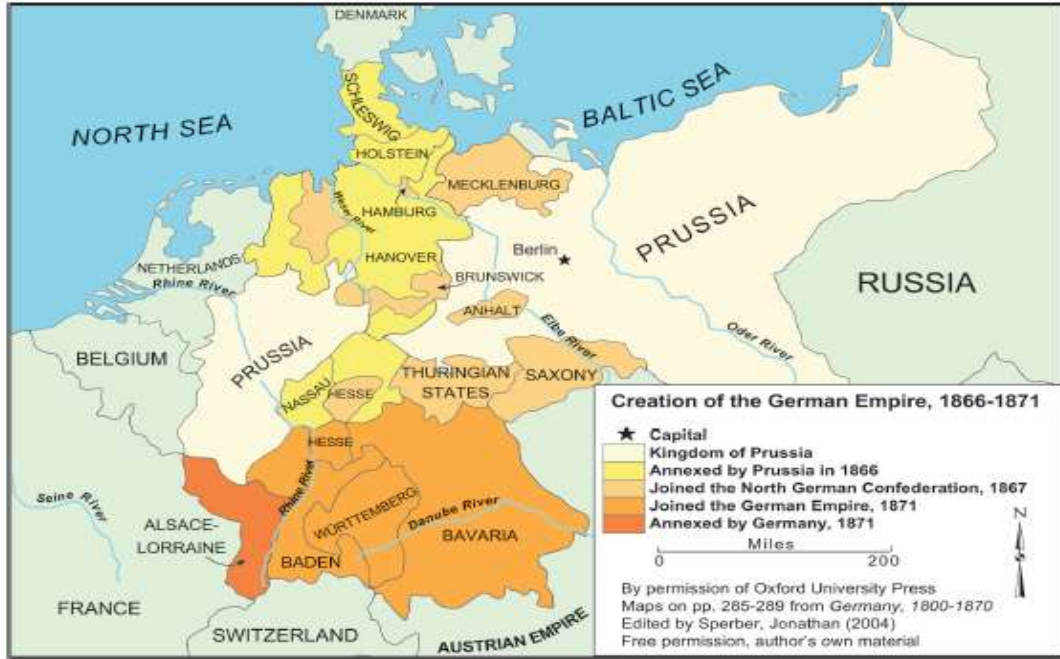 DENMARK
BALTIC SEA
NORTH SEA
SCHLESWIG
HOLSTEIN
MECKLENBURG
HAMBURG
Weser River
PRUSSIA
Berlin
HANOVER
NETHERLANDS
BRUNSWICK
Rhine River
RUSSIA
ANHALT
Elbe River
Oder River
BELGIUM
PRUSSIA
THURINGIAN
STATES
SAXONY
NASSAU
HESSE
HESSE
Rhine River
Seine River
WÜRTTEMBERG
Danube River
ALSACE-
LORRAINE
BAVARIA
BADEN
FRANCE
SWITZERLAND
AUSTRIAN EMPIRE
Creation of the German Empire, 1866-1871
Capital
Kingdom of Prussia
Annexed by Prussia in 1866
Joined the North German Confederation, 1867
Joined the German Empire, 1871
Annexed by Germany, 1871
Miles
0 200
N
S
By permission of Oxford University Press
Maps on pp. 285-289 from Germany, 1800-1870
Edited by Sperber, Jonathan (2004)
Free permission, author's own material